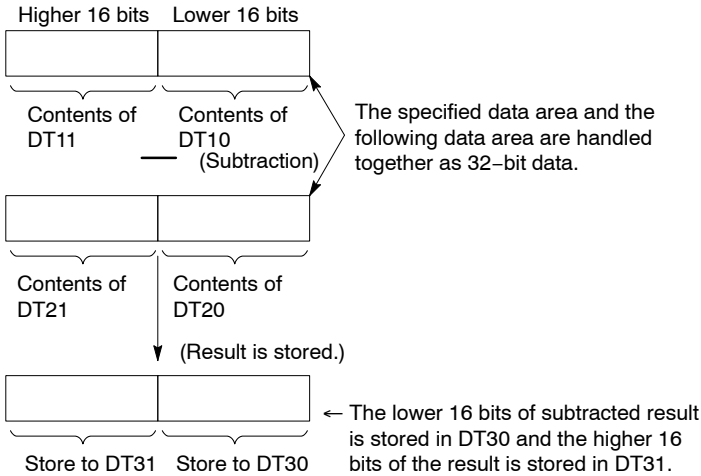 Higher 16 bits Lower 16 bits
Contents of
DT11
Contents of
DT10
The specified data area and the
following data area are handled
together as 32−bit data.
— (Subtraction)
Contents of
DT21
Contents of
DT20
(Result is stored.)
← The lower 16 bits of subtracted result
is stored in DT30 and the higher 16
bits of the result is stored in DT31.
Store to DT31 Store to DT30